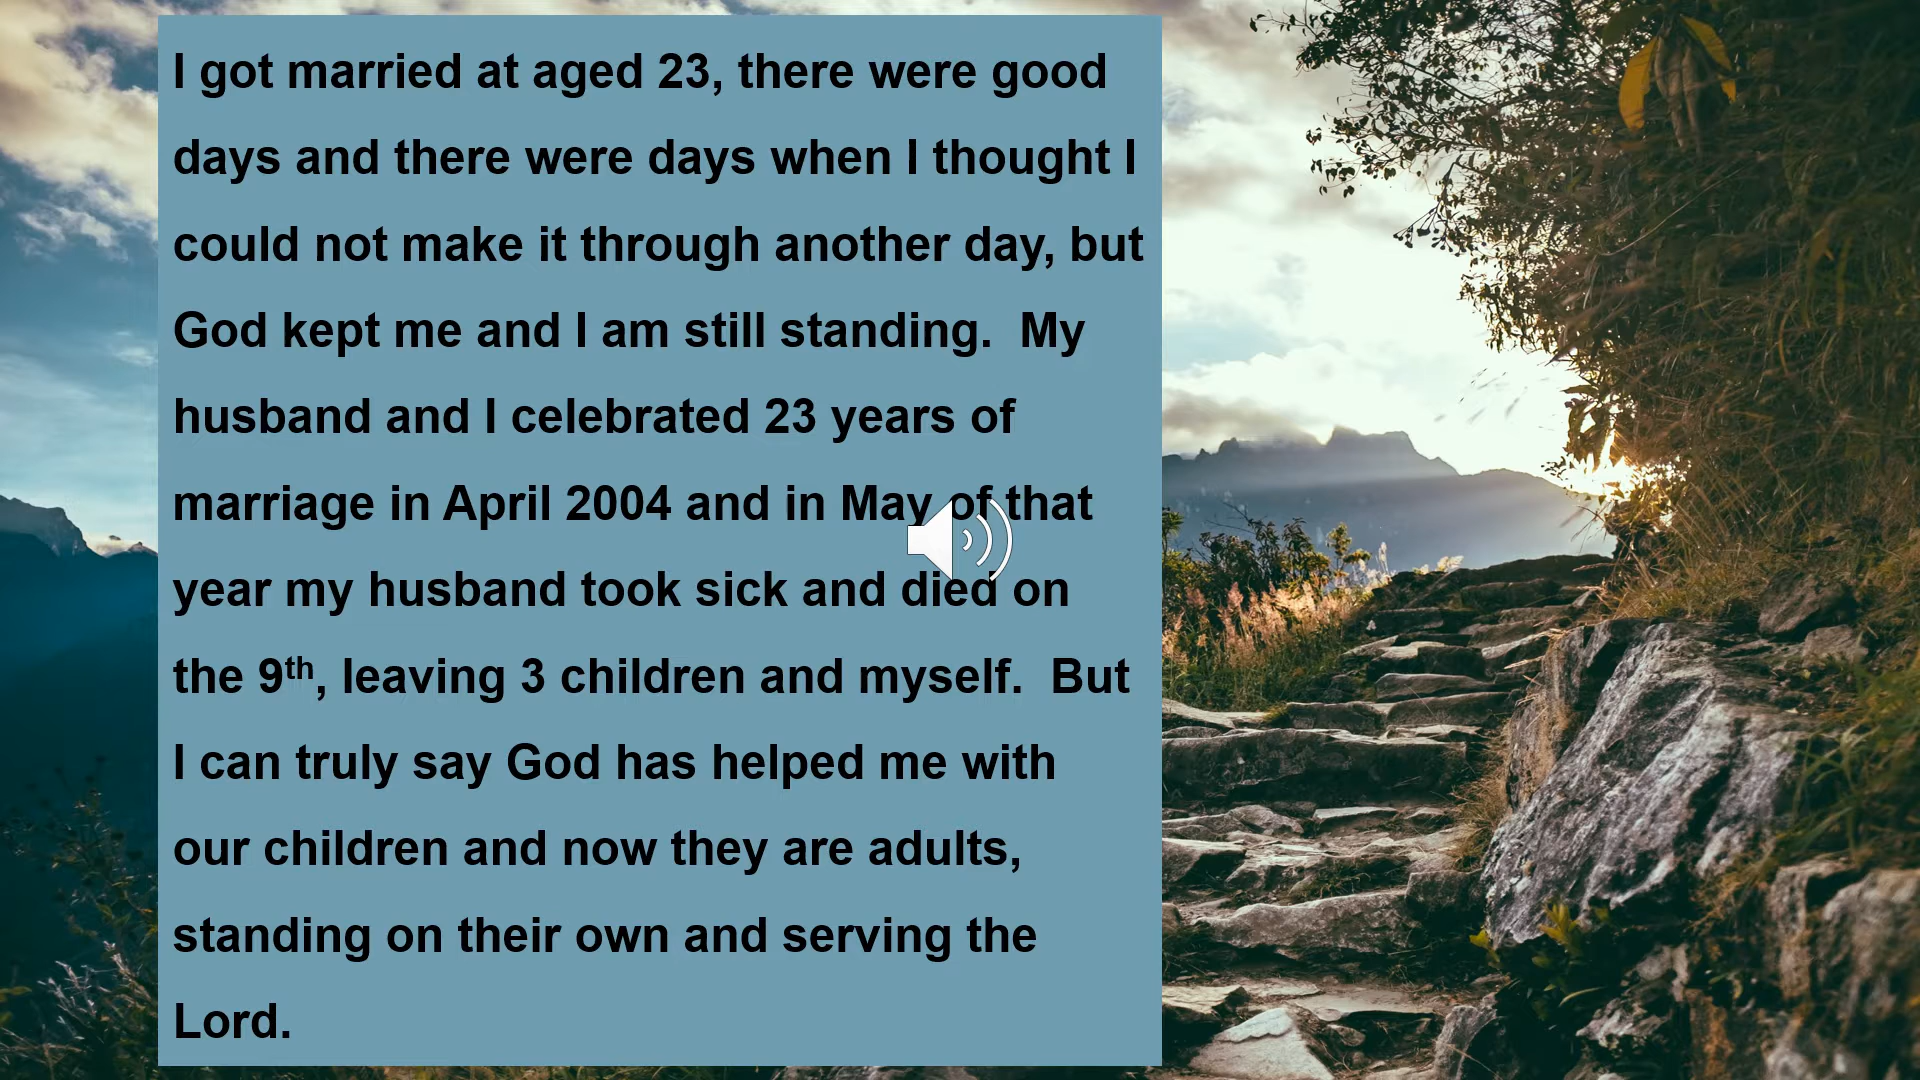 I got married at aged 23, there were good
days and there were days when I thought I
could not make it through another day, but
God kept me and I am still standing.  My
husband and I celebrated 23 years of
marriage in April 2004 and in May of that
year my husband took sick and died on
the 9th, leaving 3 children and myself.  But
I can truly say God has helped me with
our children and now they are adults,
standing on their own and serving the
Lord.